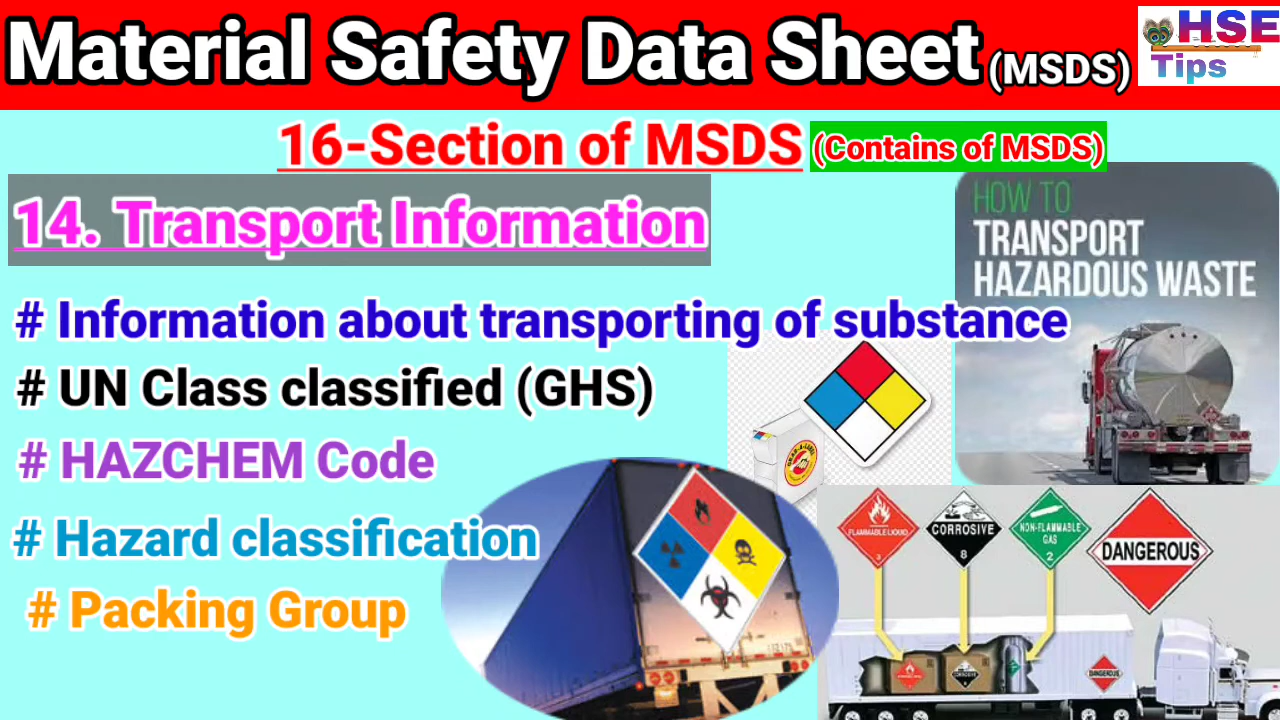 Material Safety Data Sheet (MSDS)
HSE
Tips
16-Section of MSDS (Contains of MSDS)
14. Transport Information
HOW TO
TRANSPORT
HAZARDOUS WASTE
# Information about transporting of substance
# UN Class classified (GHS)
# HAZCHEM Code
# Hazard classification
# Packing Group
FLAMMABLE LIQUID
3
CORROSIVE
8
NON-FLAMMABLE
GAS
2
DANGEROUS
CORROSIVE
DANGEROUS